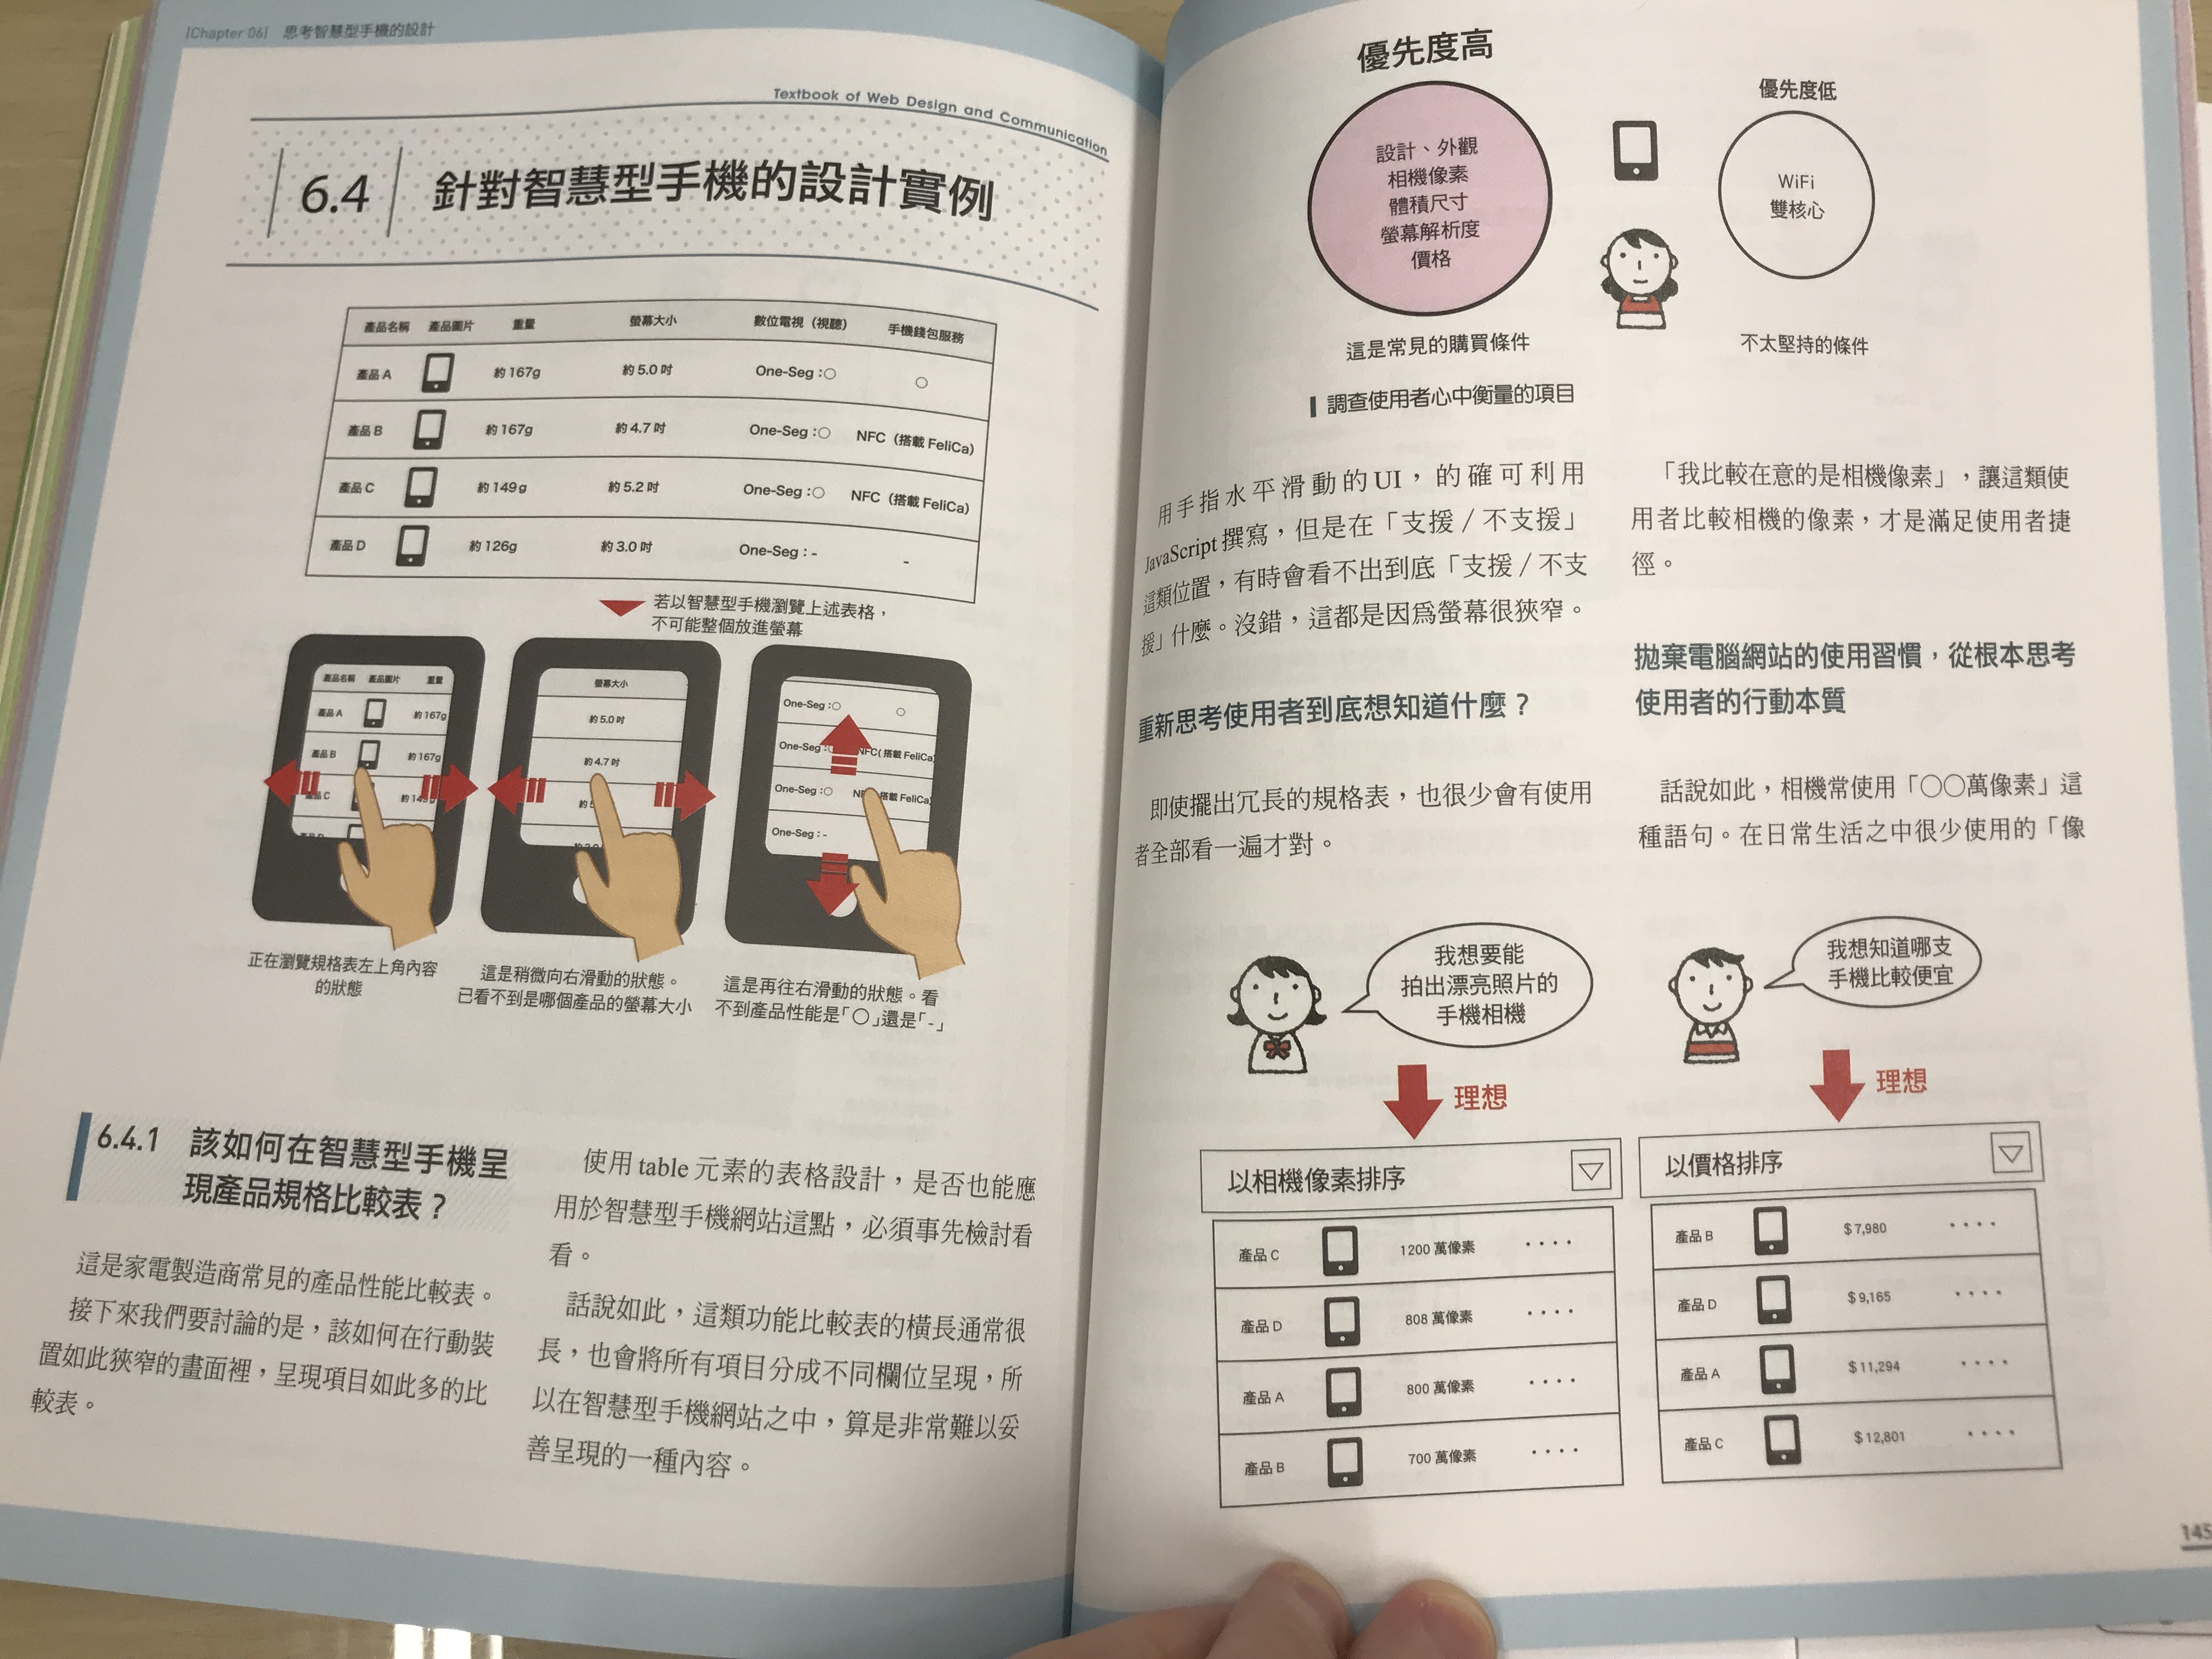 [Chapter 06] 思考智慧型手機的設計
Textbook of Web Design and Communication
6.4 針對智慧型手機的設計實例
產品名稱 產品圖片 重量 螢幕大小 數位電視（視聽） 手機錢包服務
產品 A 約 167g 約 5.0 吋 One-Seg :○ ○
產品 B 約 167g 約 4.7 吋 One-Seg :○ NFC（搭載 FeliCa）
產品 C 約 149 g 約 5.2 吋 One-Seg :○ NFC（搭載 FeliCa）
產品 D 約 126g 約 3.0 吋 One-Seg : - -
若以智慧型手機瀏覽上述表格，
不可能整個放進螢幕
產品名稱 產品圖片 重量
產品 A 約 167g
產品 B 約 167g
產品 C 約 149g
螢幕大小
約 5.0 吋
約 4.7 吋
約 5
One-Seg :○ ○
One-Seg : NFC( 搭載 FeliCa)
One-Seg :○ NF 搭載 FeliCa)
One-Seg : -
正在瀏覽規格表左上角內容
的狀態
這是稍微向右滑動的狀態。
已看不到是哪個產品的螢幕大小
這是再往右滑動的狀態。看
不到產品性能是「○」還是「-」
6.4.1 該如何在智慧型手機呈
現產品規格比較表？
這是家電製造商常見的產品性能比較表。
接下來我們要討論的是，該如何在行動裝
置如此狹窄的畫面裡，呈現項目如此多的比
較表。
使用 table 元素的表格設計，是否也能應
用於智慧型手機網站這點，必須事先檢討看
看。
話說如此，這類功能比較表的橫長通常很
長，也會將所有項目分成不同欄位呈現，所
以在智慧型手機網站之中，算是非常難以妥
善呈現的一種內容。
優先度高
設計、外觀
相機像素
體積尺寸
螢幕解析度
價格
這是常見的購買條件
優先度低
WiFi
雙核心
不太堅持的條件
調查使用者心中衡量的項目
用手指水平滑動的 UI，的確可利用
JavaScript 撰寫，但是在「支援／不支援」
這類位置，有時會看不出到底「支援／不支
援」什麼。沒錯，這都是因為螢幕很狹窄。
重新思考使用者到底想知道什麼？
即使擺出冗長的規格表，也很少會有使用
者全部看一遍才對。
「我比較在意的是相機像素」，讓這類使
用者比較相機的像素，才是滿足使用者捷
徑。
拋棄電腦網站的使用習慣，從根本思考
使用者的行動本質
話說如此，相機常使用「○○萬像素」這
種語句。在日常生活之中很少使用的「像
我想要能
拍出漂亮照片的
手機相機
理想
以相機像素排序
產品 C 1200 萬像素 ････
產品 D 808 萬像素 ････
產品 A 800 萬像素 ････
產品 B 700 萬像素 ････
我想知道哪支
手機比較便宜
理想
以價格排序
產品 B $ 7,980 ････
產品 D $ 9,165 ････
產品 A $ 11,294 ････
產品 C $ 12,801 ････
145